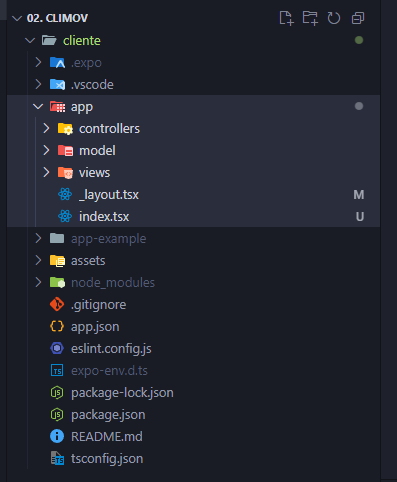 02. CLIMOV
cliente
.expo
.vscode
app
controllers
model
views
_layout.tsx M
index.tsx U
app-example
assets
node_modules
.gitignore
app.json
eslint.config.js
expo-env.d.ts
package-lock.json
package.json
README.md
tsconfig.json